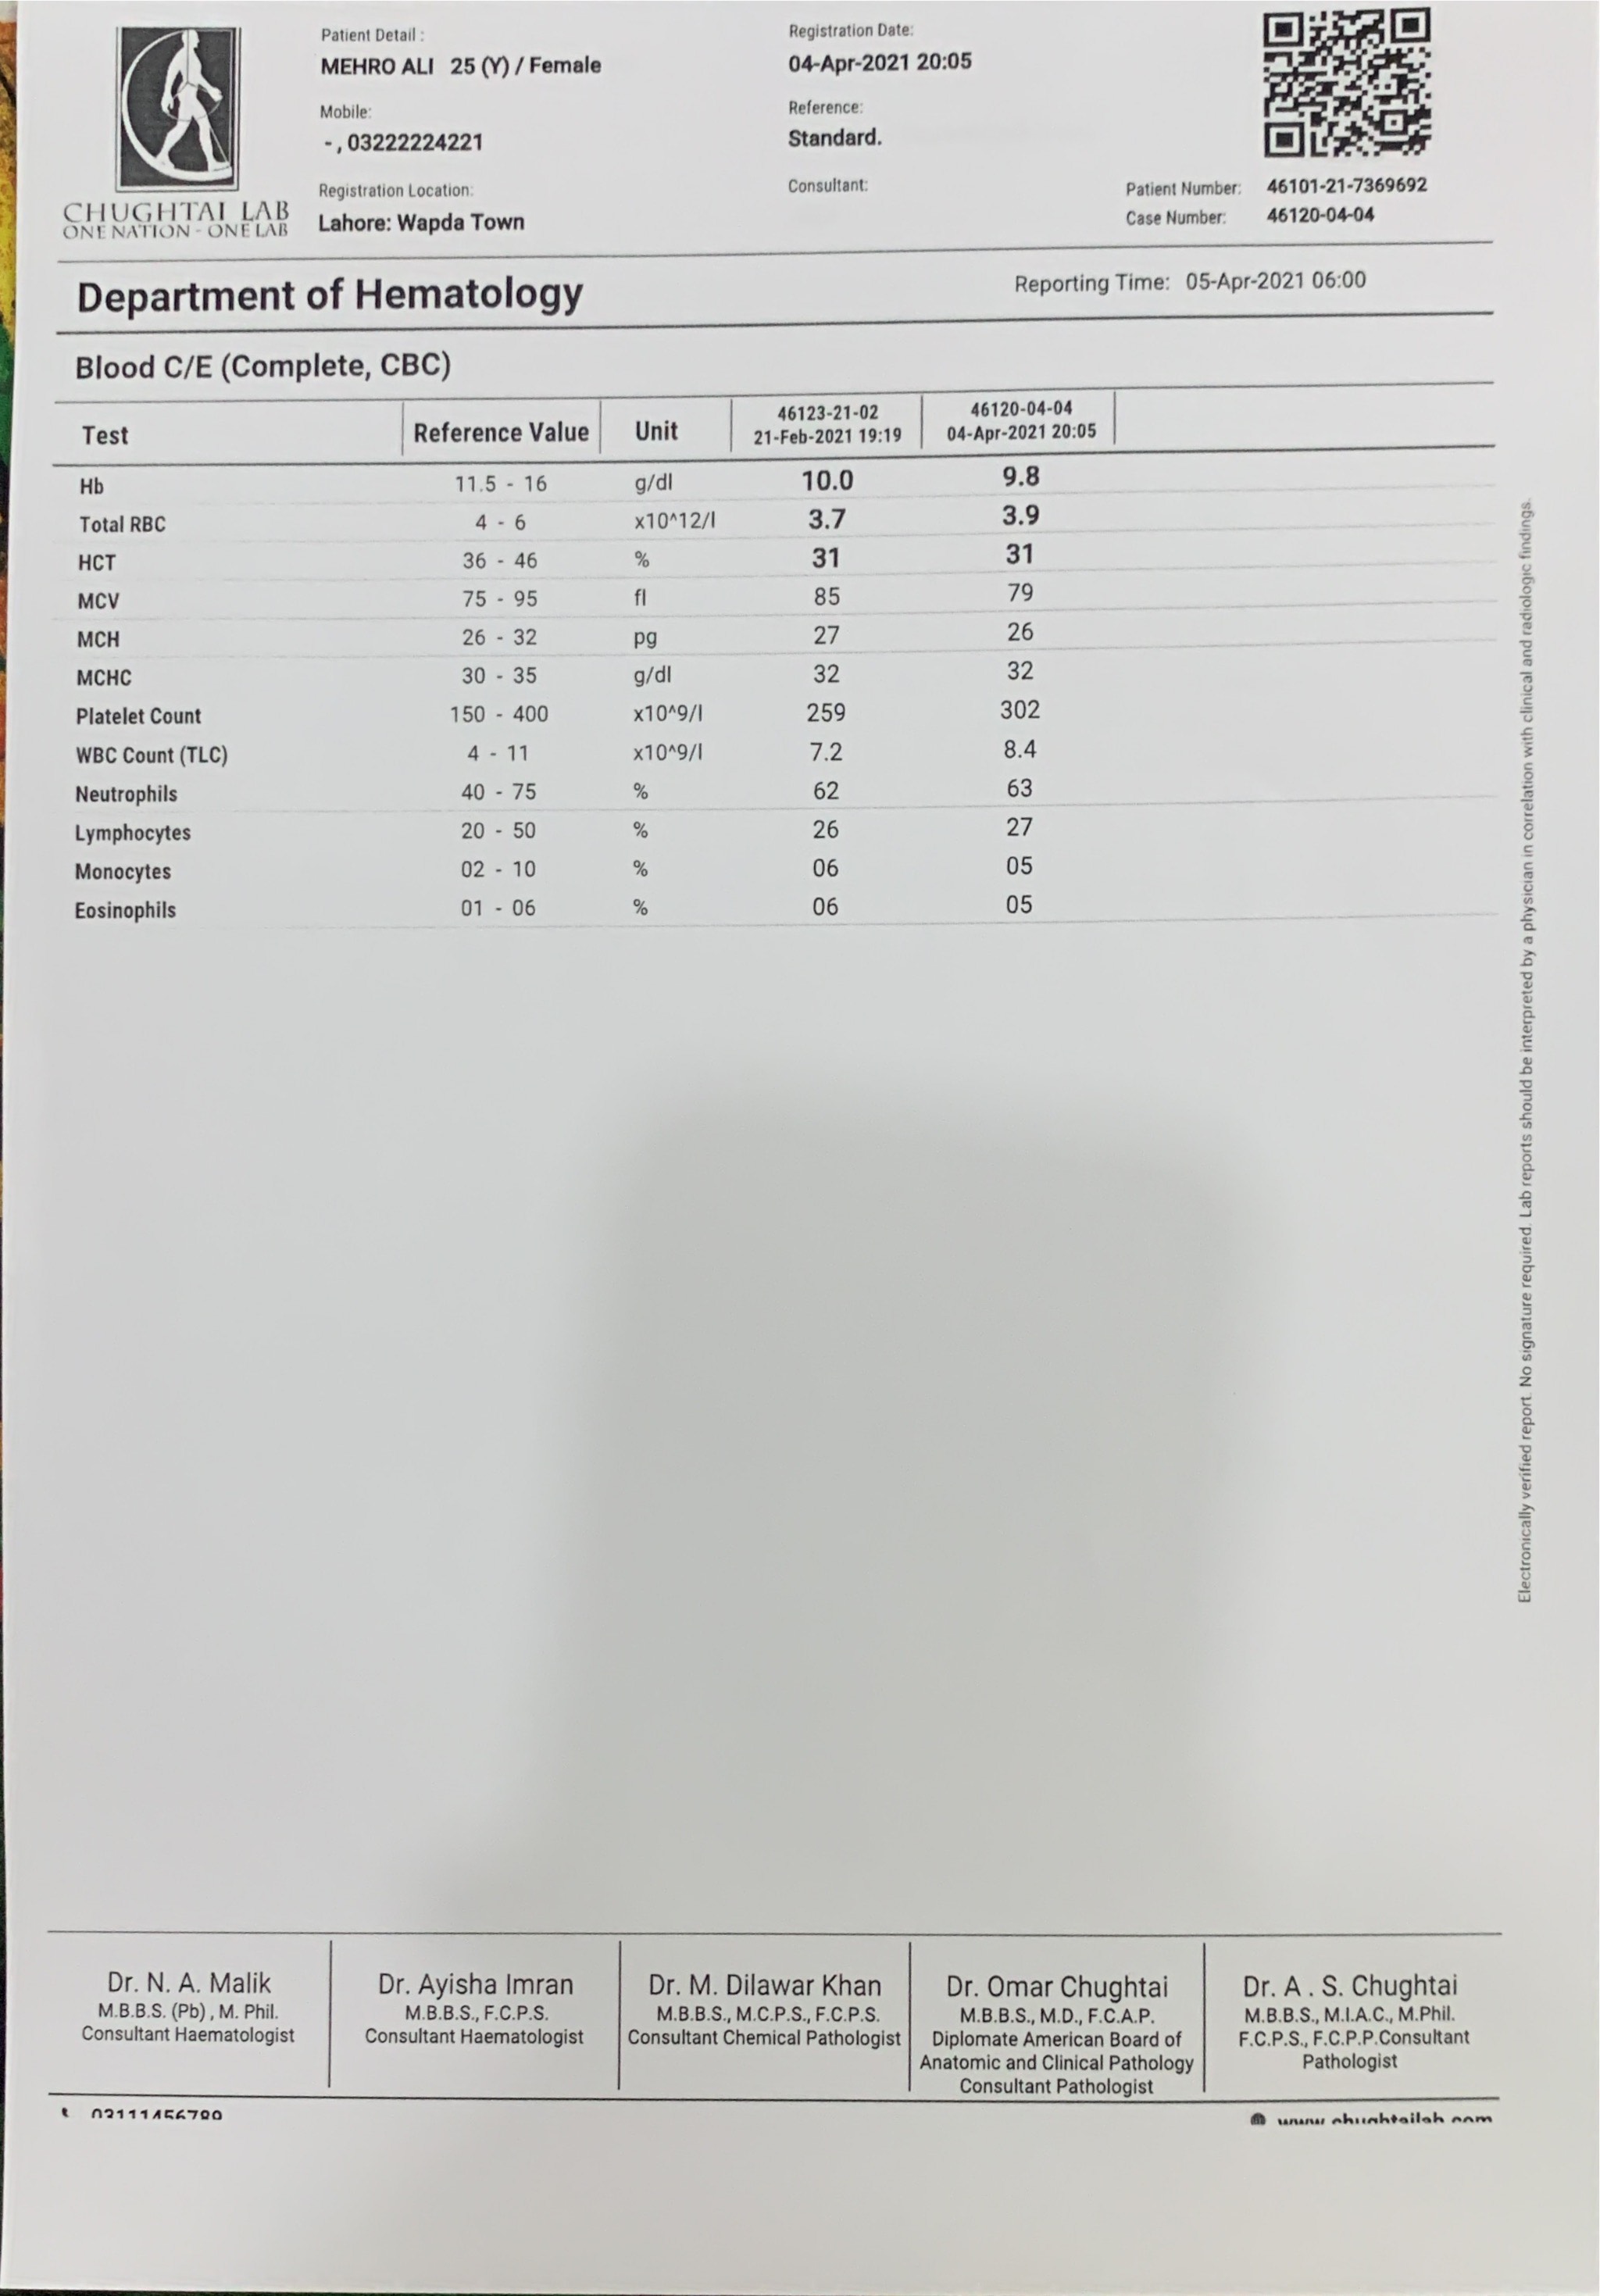 CHUGHTAI LAB
ONE NATION - ONE LAB
Patient Detail :
MEHRO ALI 25 (Y) / Female
Mobile:
- , 03222224221
Registration Location:
Lahore: Wapda Town
Registration Date:
04-Apr-2021 20:05
Reference:
Standard.
Consultant:
Patient Number: 46101-21-7369692
Case Number: 46120-04-04
Department of Hematology
Reporting Time: 05-Apr-2021 06:00
Blood C/E (Complete, CBC)
Test Reference Value Unit 46123-21-02 21-Feb-2021 19:19 46120-04-04 04-Apr-2021 20:05
Hb 11.5 - 16 g/dl 10.0 9.8
Total RBC 4 - 6 x10^12/l 3.7 3.9
HCT 36 - 46 % 31 31
MCV 75 - 95 fl 85 79
MCH 26 - 32 pg 27 26
MCHC 30 - 35 g/dl 32 32
Platelet Count 150 - 400 x10^9/l 259 302
WBC Count (TLC) 4 - 11 x10^9/l 7.2 8.4
Neutrophils 40 - 75 % 62 63
Lymphocytes 20 - 50 % 26 27
Monocytes 02 - 10 % 06 05
Eosinophils 01 - 06 % 06 05
Electronically verified report. No signature required. Lab reports should be interpreted by a physician in correlation with clinical and radiologic findings.
Dr. N. A. Malik
M.B.B.S. (Pb) , M. Phil.
Consultant Haematologist
Dr. Ayisha Imran
M.B.B.S., F.C.P.S.
Consultant Haematologist
Dr. M. Dilawar Khan
M.B.B.S., M.C.P.S., F.C.P.S.
Consultant Chemical Pathologist
Dr. Omar Chughtai
M.B.B.S., M.D., F.C.A.P.
Diplomate American Board of
Anatomic and Clinical Pathology
Consultant Pathologist
Dr. A . S. Chughtai
M.B.B.S., M.I.A.C., M.Phil.
F.C.P.S., F.C.P.P.Consultant
Pathologist
03111456789
www.chughtailab.com